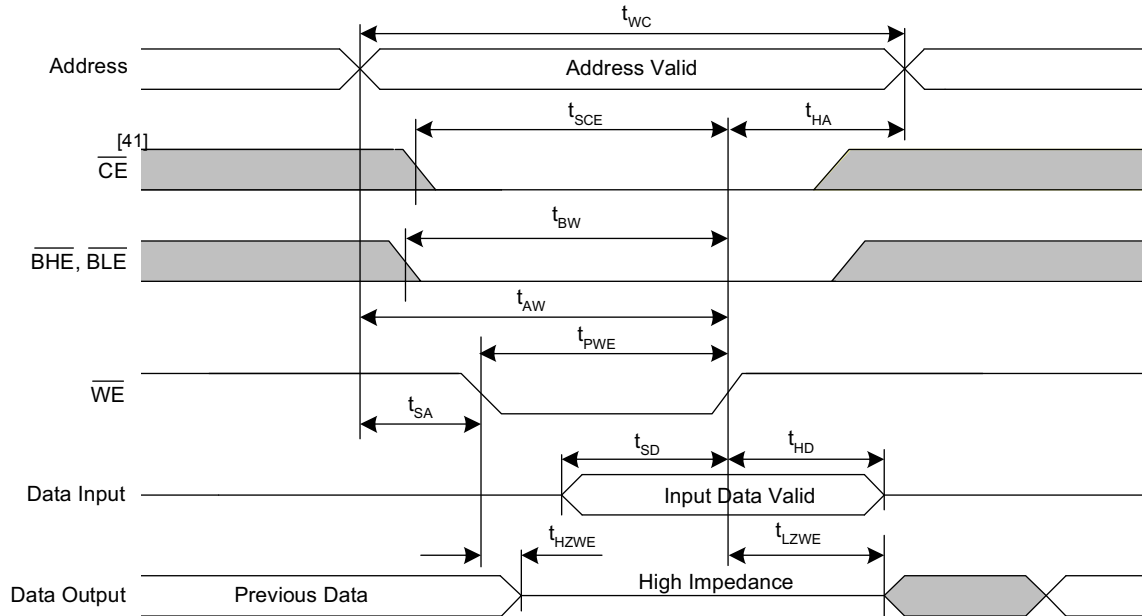 tWC
Address
Address Valid
tSCE
tHA
[41]
CE
tBW
BHE, BLE
tAW
tPWE
WE
tSA
tSD
tHD
Data Input
Input Data Valid
tHZWE
tLZWE
Data Output
Previous Data
High Impedance